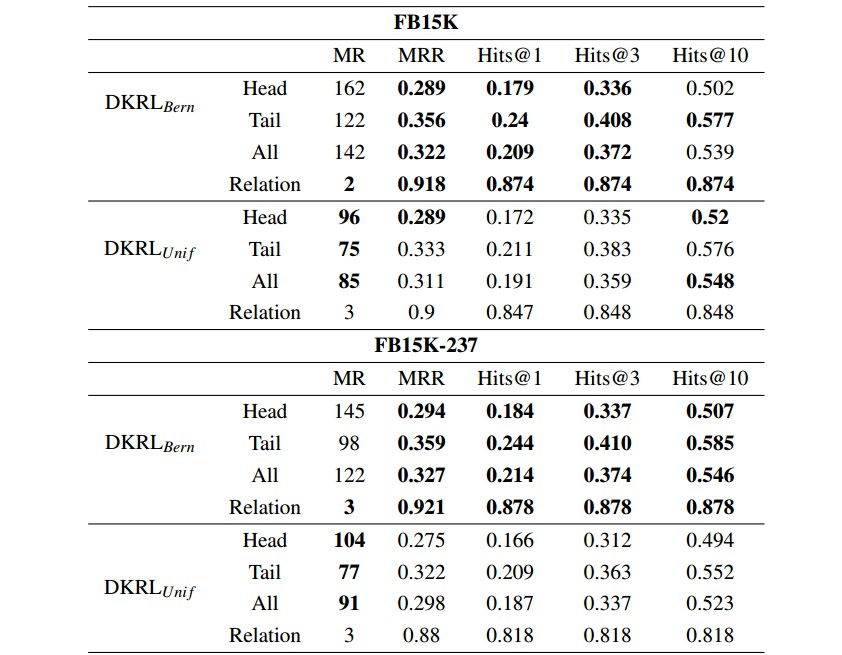 FB15K
MR MRR Hits@1 Hits@3 Hits@10
DKRL_Bern Head 162 0.289 0.179 0.336 0.502
Tail 122 0.356 0.24 0.408 0.577
All 142 0.322 0.209 0.372 0.539
Relation 2 0.918 0.874 0.874 0.874
DKRL_Unif Head 96 0.289 0.172 0.335 0.52
Tail 75 0.333 0.211 0.383 0.576
All 85 0.311 0.191 0.359 0.548
Relation 3 0.9 0.847 0.848 0.848
FB15K-237
MR MRR Hits@1 Hits@3 Hits@10
Head 145 0.294 0.184 0.337 0.507
DKRL_Bern Tail 98 0.359 0.244 0.410 0.585
All 122 0.327 0.214 0.374 0.546
Relation 3 0.921 0.878 0.878 0.878
Head 104 0.275 0.166 0.312 0.494
DKRL_Unif Tail 77 0.322 0.209 0.363 0.552
All 91 0.298 0.187 0.337 0.523
Relation 3 0.88 0.818 0.818 0.818